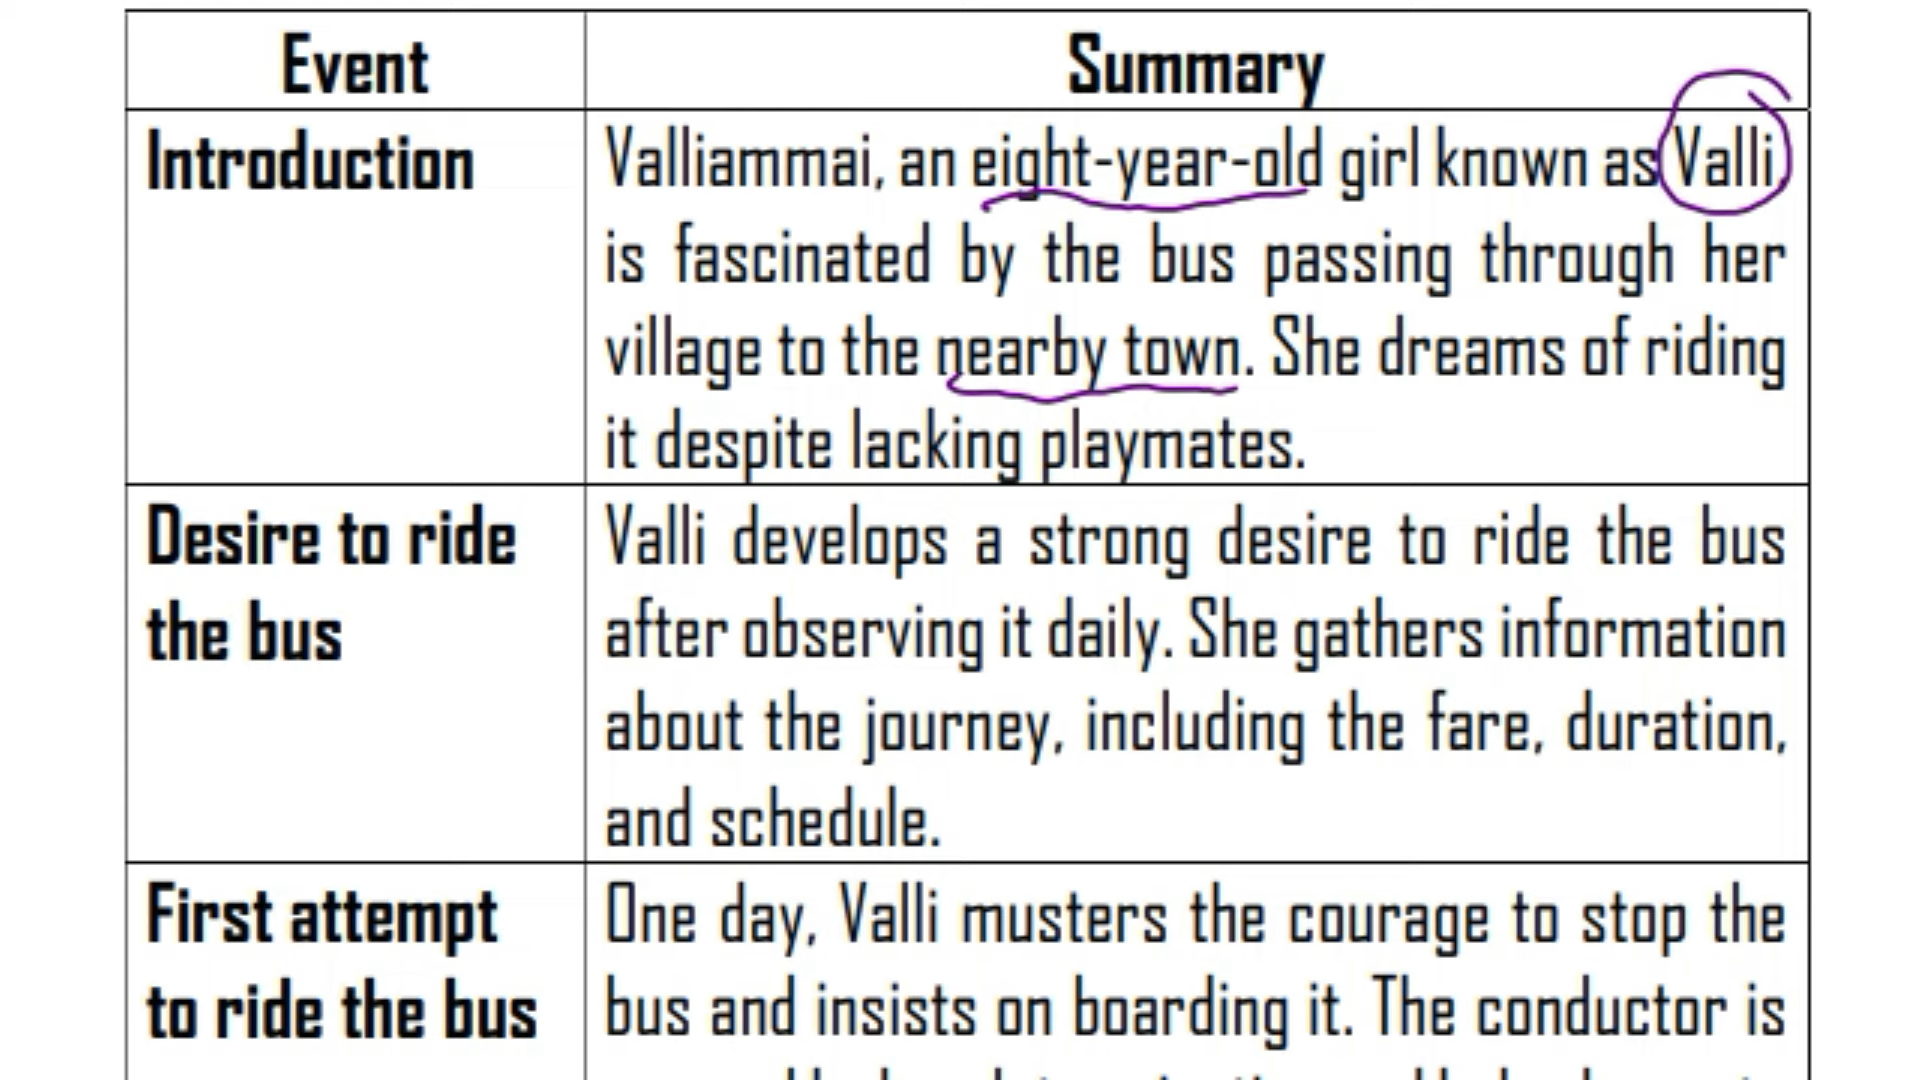 Event
Summary
Introduction
Valliammai, an eight-year-old girl known as Valli,
is fascinated by the bus passing through her
village to the nearby town. She dreams of riding
it despite lacking playmates.
Desire to ride
the bus
Valli develops a strong desire to ride the bus
after observing it daily. She gathers information
about the journey, including the fare, duration,
and schedule.
First attempt
to ride the bus
One day, Valli musters the courage to stop the
bus and insists on boarding it. The conductor is